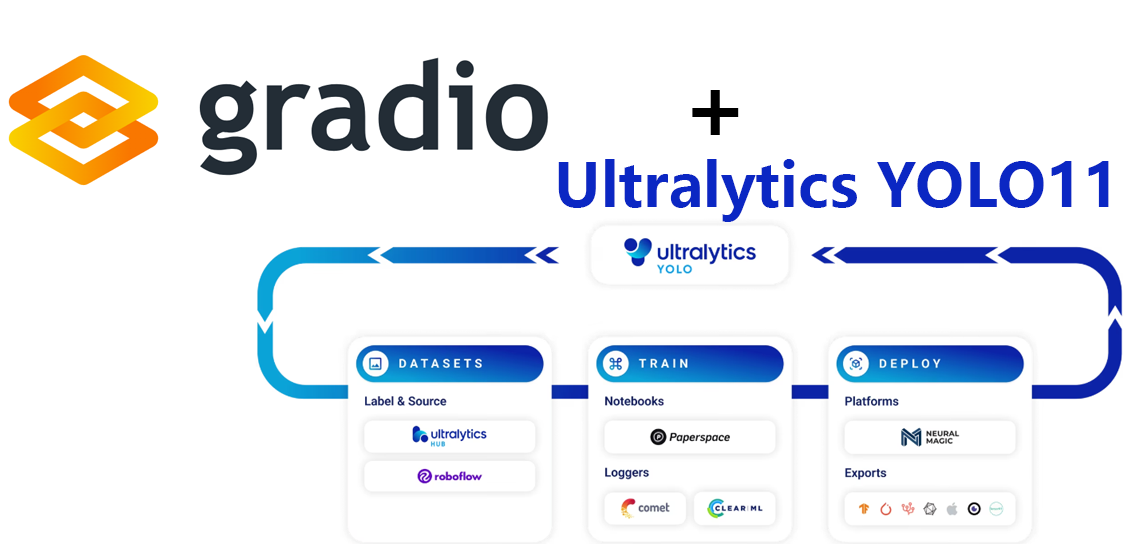 gradio
+
Ultralytics YOLO11
ultralytics
YOLO
DATASETS
Label & Source
ultralytics
HUB
roboflow
TRAIN
Notebooks
Paperspace
Loggers
comet
CLEAR|ML
DEPLOY
Platforms
NEURAL
MAGIC
Exports